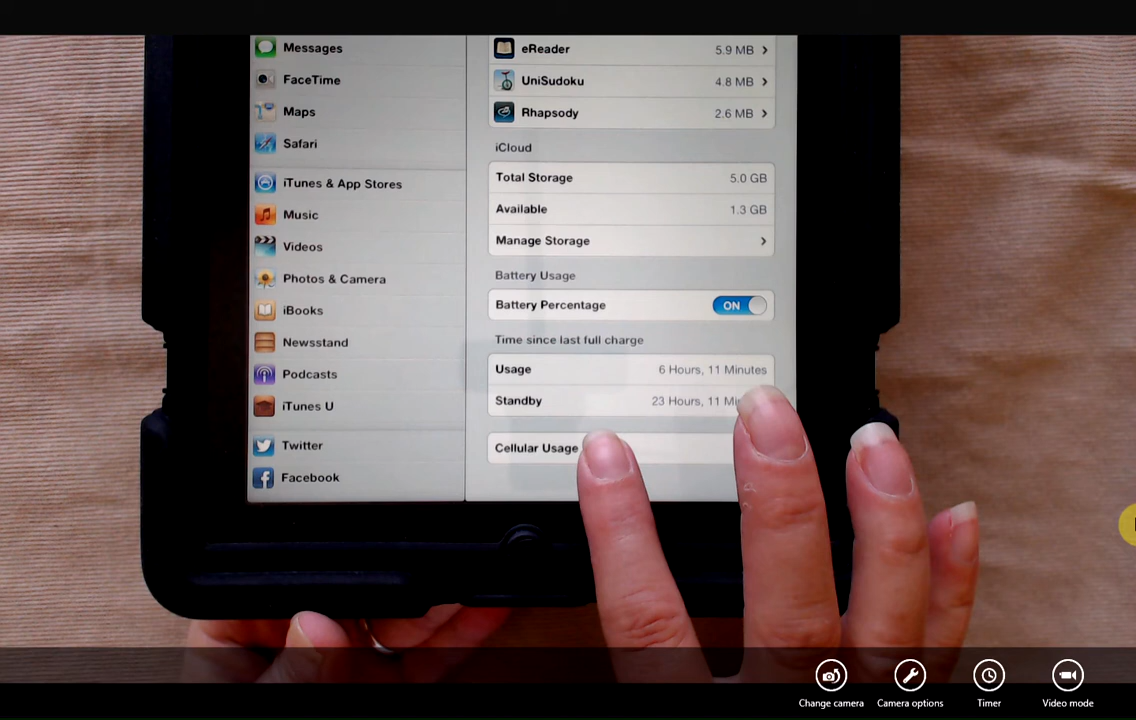 Messages
FaceTime
Maps
Safari
iTunes & App Stores
Music
Videos
Photos & Camera
iBooks
Newsstand
Podcasts
iTunes U
Twitter
Facebook
eReader 5.9 MB
UniSudoku 4.8 MB
Rhapsody 2.6 MB
iCloud
Total Storage 5.0 GB
Available 1.3 GB
Manage Storage
Battery Usage
Battery Percentage ON
Time since last full charge
Usage 6 Hours, 11 Minutes
Standby 23 Hours, 11
Cellular Usage
Change camera
Camera options
Timer
Video mode